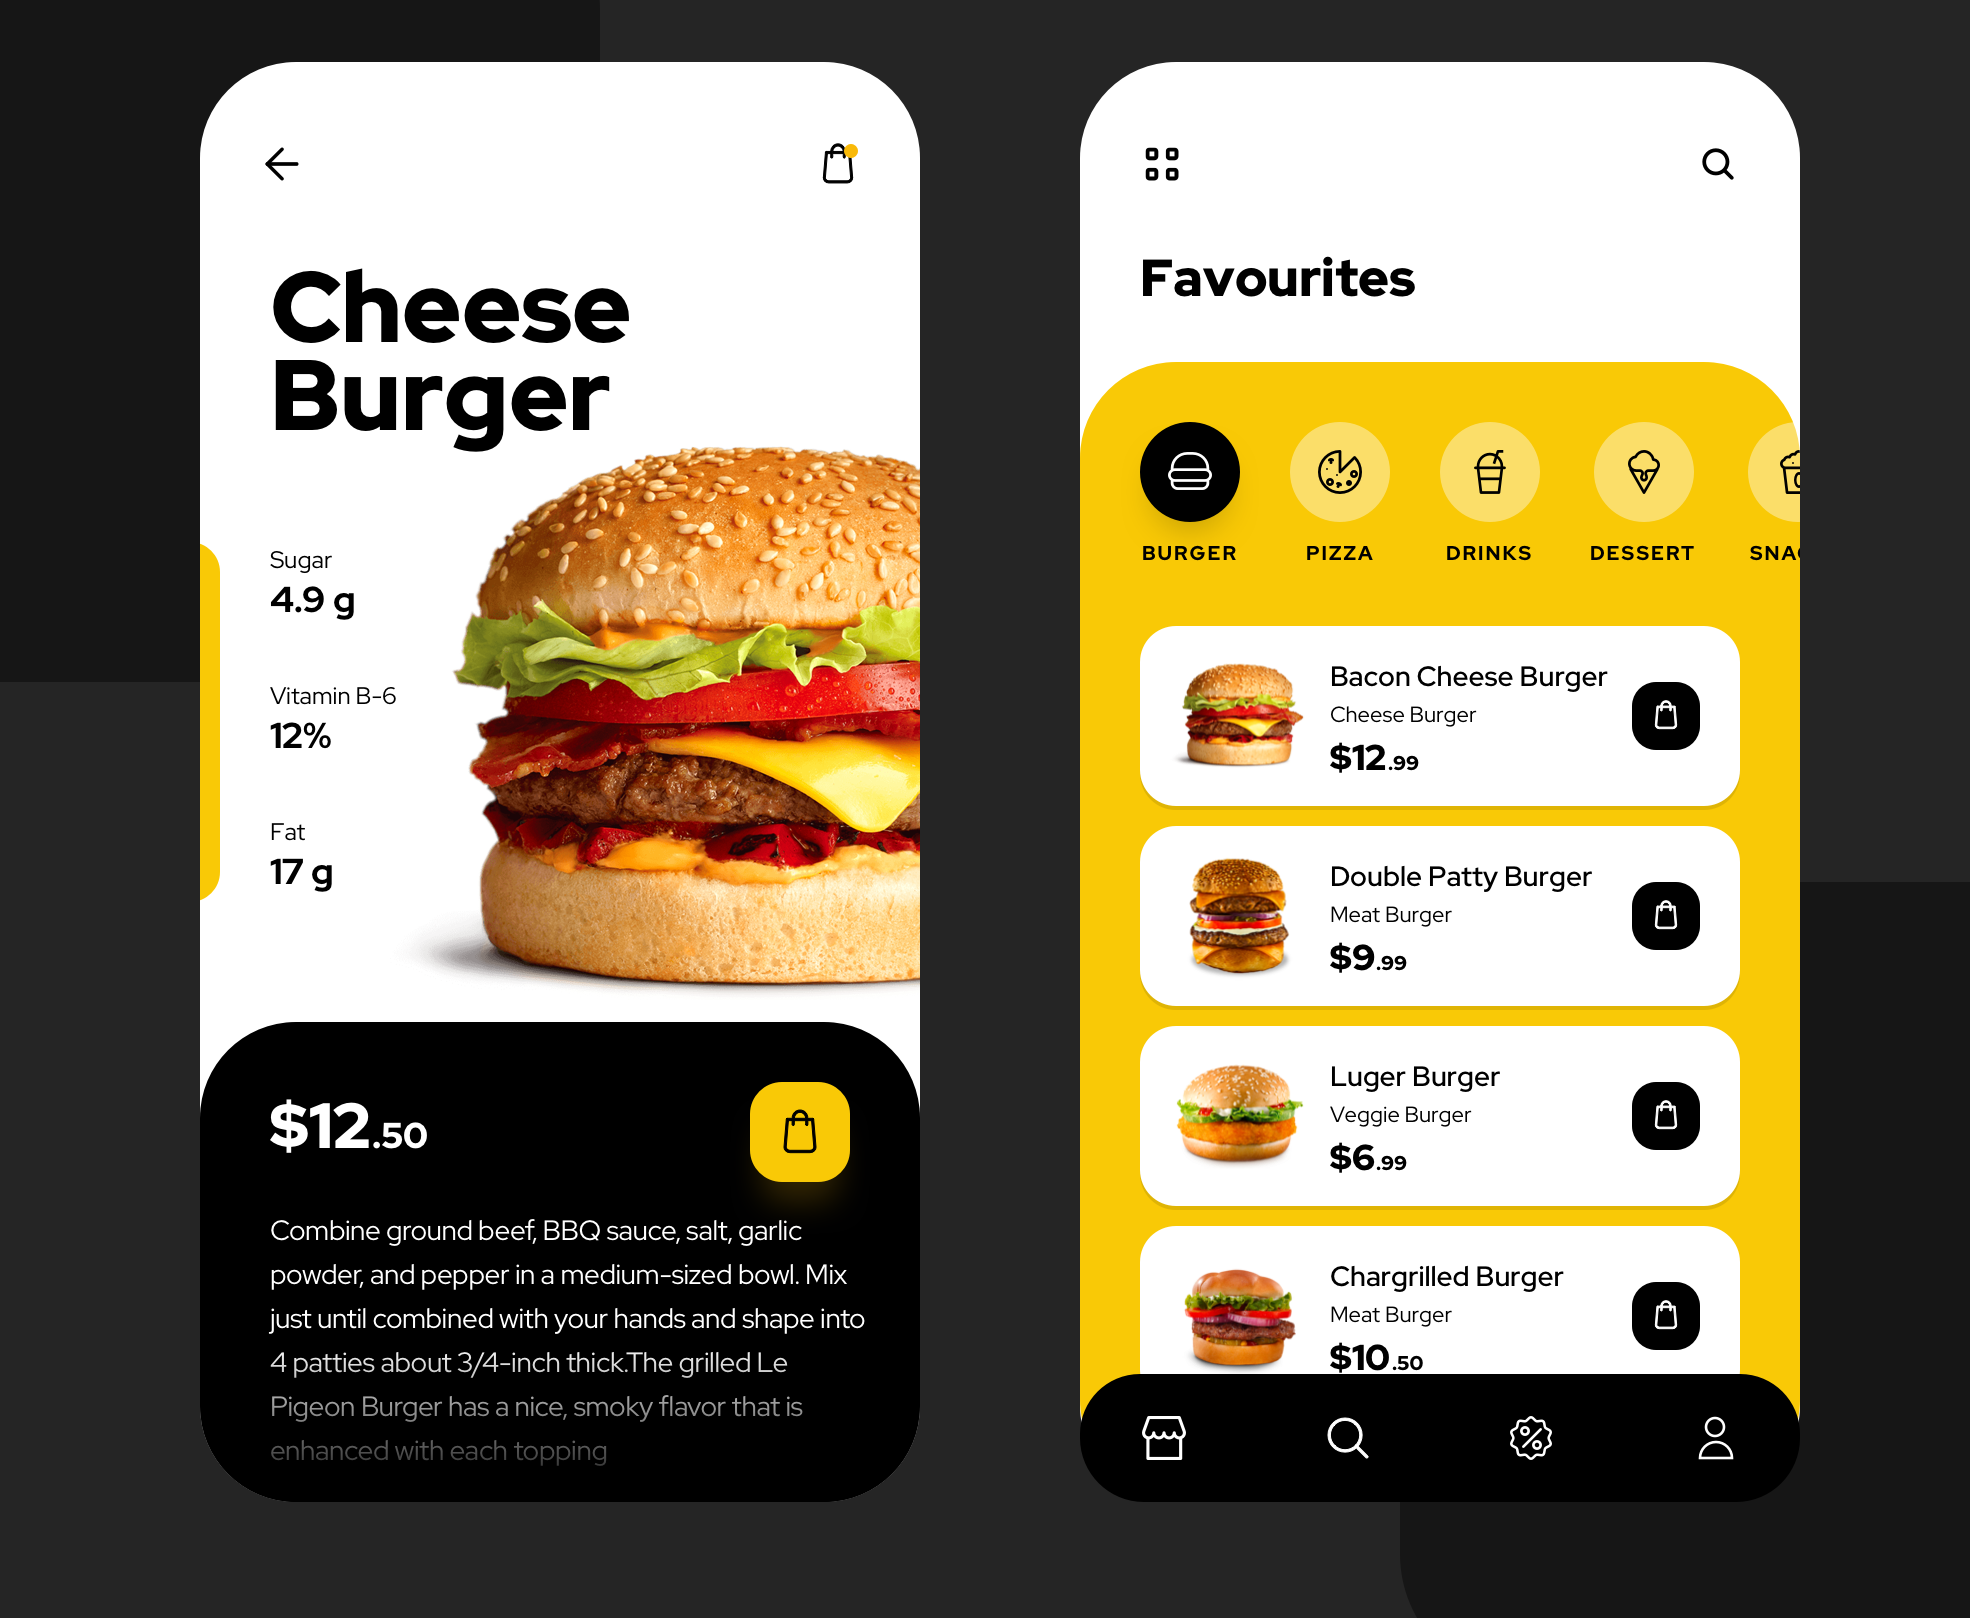 Cheese
Burger
Sugar
4.9 g
Vitamin B-6
12%
Fat
17 g
$12.50
Combine ground beef, BBQ sauce, salt, garlic
powder, and pepper in a medium-sized bowl. Mix
just until combined with your hands and shape into
4 patties about 3/4-inch thick.The grilled Le
Pigeon Burger has a nice, smoky flavor that is
enhanced with each topping
Favourites
BURGER PIZZA DRINKS DESSERT
Bacon Cheese Burger
Cheese Burger
$12.99
Double Patty Burger
Meat Burger
$9.99
Luger Burger
Veggie Burger
$6.99
Chargrilled Burger
Meat Burger
$10.50